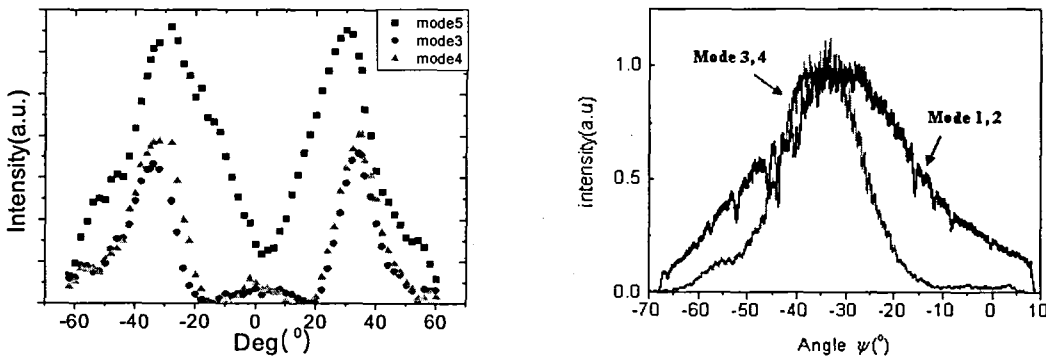 Intensity(a.u.)
mode5
mode3
mode4
-60 -40 -20 0 20 40 60
Deg(°)
intensity(a.u)
1.0
0.5
0.0
Mode 3,4
Mode 1,2
-70 -60 -50 -40 -30 -20 -10 0 10
Angle ψ(°)